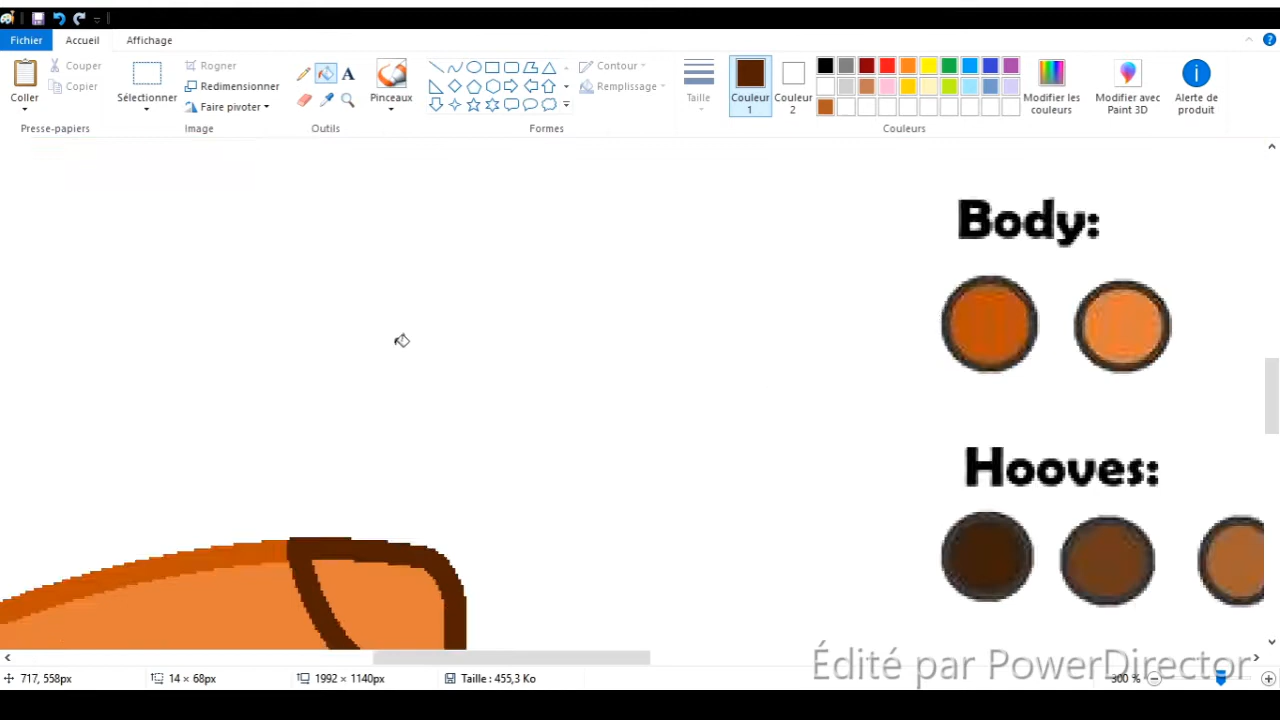 Fichier Accueil Affichage
Coller
Couper
Copier
Presse-papiers
Sélectionner
Rogner
Redimensionner
Faire pivoter
Image
A
Outils
Pinceaux
Contour
Remplissage
Formes
Taille
Couleur 1
Couleur 2
Modifier les couleurs
Modifier avec Paint 3D
Alerte de produit
Couleurs
Body:
Hooves:
Édité par PowerDirector
717, 558px
14 × 68px
1992 × 1140px
Taille : 455,3 Ko
300 %